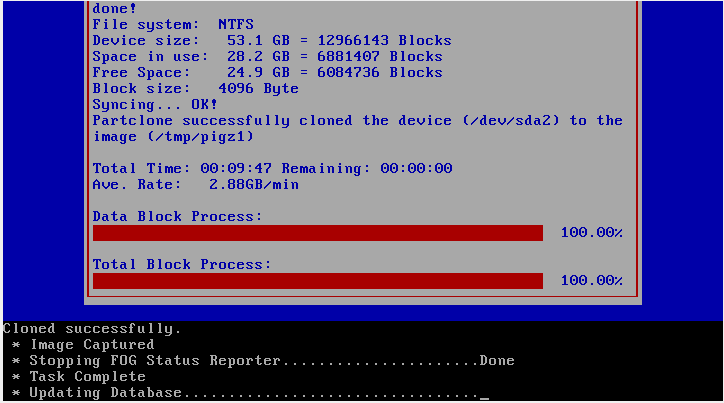 done!
File system:  NTFS
Device size:   53.1 GB = 12966143 Blocks
Space in use:  28.2 GB = 6881407 Blocks
Free Space:    24.9 GB = 6084736 Blocks
Block size:   4096 Byte
Syncing... OK!
Partclone successfully cloned the device (/dev/sda2) to the
image (/tmp/pigz1)
Total Time: 00:09:47 Remaining: 00:00:00
Ave. Rate:   2.88GB/min
Data Block Process:
100.00%
Total Block Process:
100.00%
Cloned successfully.
* Image Captured
* Stopping FOG Status Reporter......................Done
* Task Complete
* Updating Database................................._